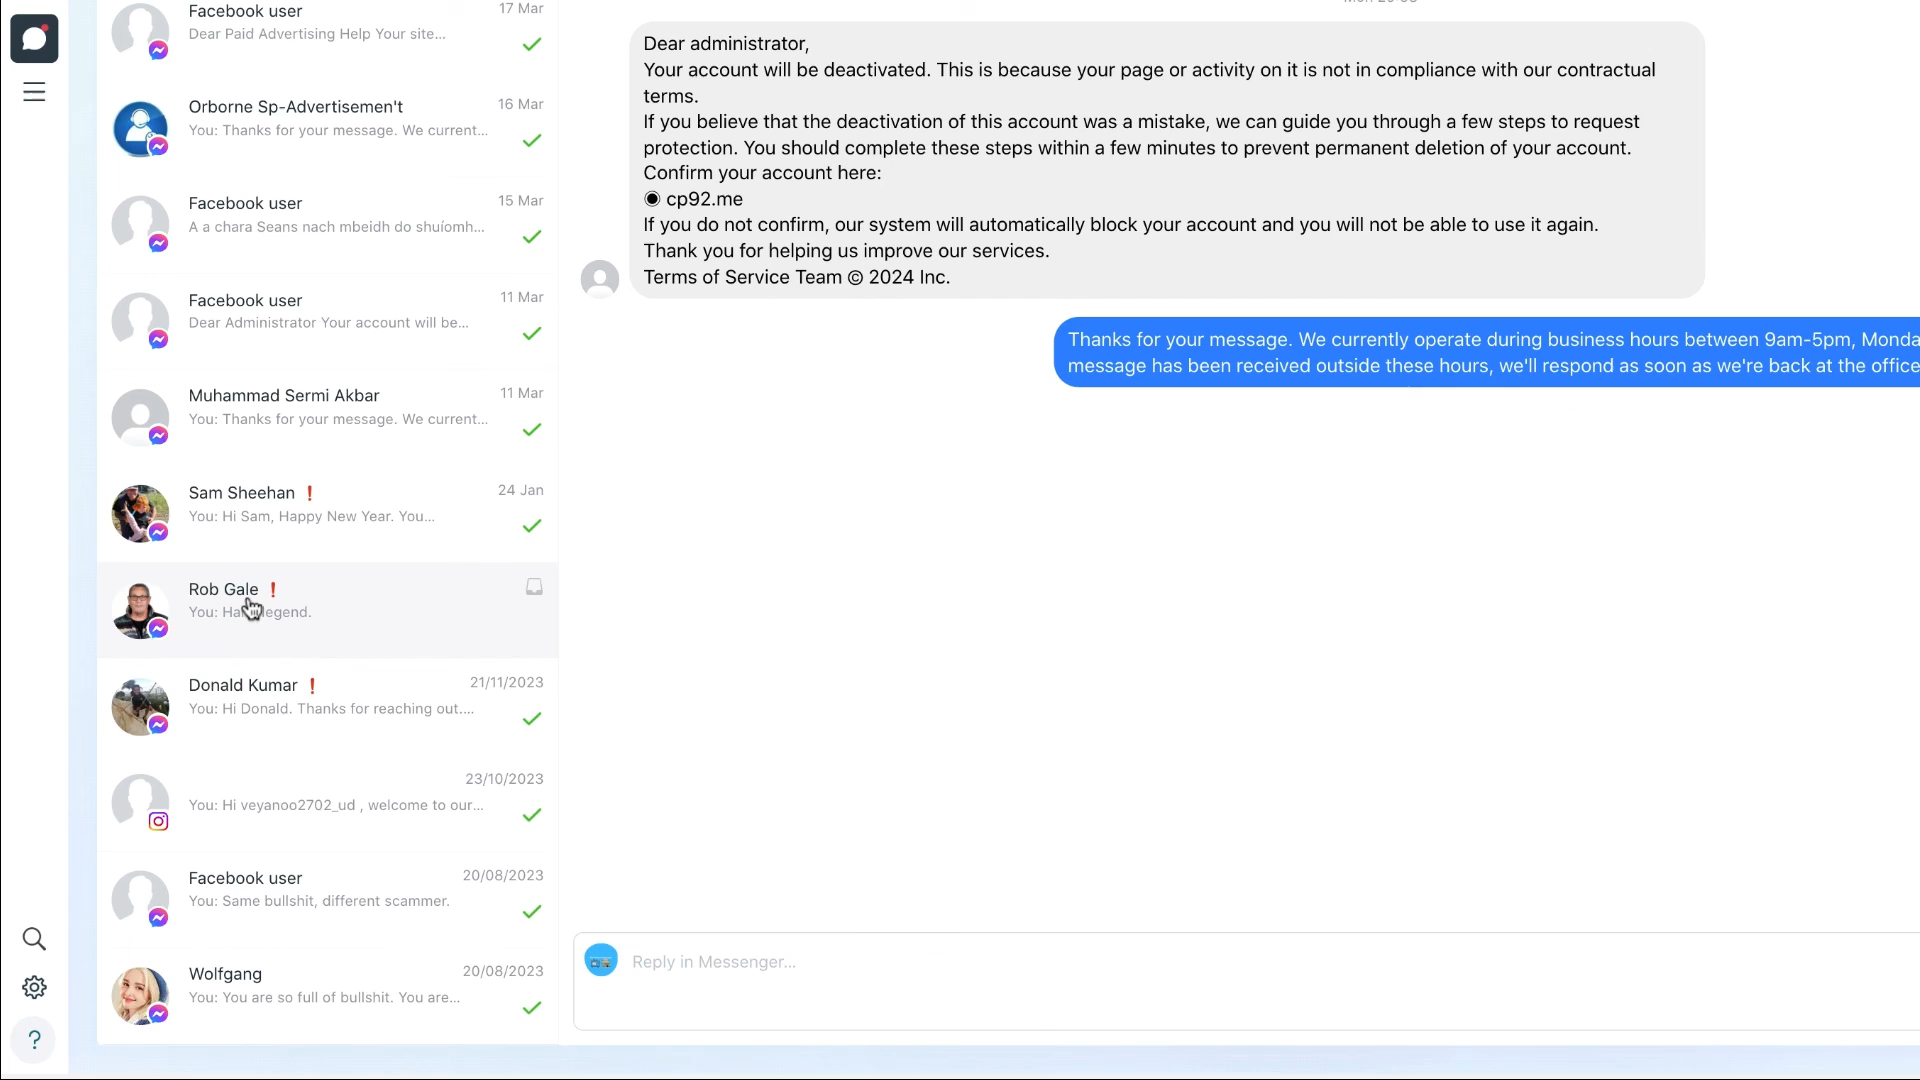 Facebook user
17 Mar
Dear Paid Advertising Help Your site...
Orborne Sp-Advertisemen't
16 Mar
You: Thanks for your message. We current...
Facebook user
15 Mar
A a chara Seans nach mbeidh do shuíomh...
Facebook user
11 Mar
Dear Administrator Your account will be...
Muhammad Sermi Akbar
11 Mar
You: Thanks for your message. We current...
Sam Sheehan ❗
24 Jan
You: Hi Sam, Happy New Year. You...
Rob Gale ❗
You: legend.
Donald Kumar ❗
21/11/2023
You: Hi Donald. Thanks for reaching out....
23/10/2023
You: Hi veyanoo2702_ud , welcome to our...
Facebook user
20/08/2023
You: Same bullshit, different scammer.
Wolfgang
20/08/2023
You: You are so full of bullshit. You are...
Dear administrator,
Your account will be deactivated. This is because your page or activity on it is not in compliance with our contractual
terms.
If you believe that the deactivation of this account was a mistake, we can guide you through a few steps to request
protection. You should complete these steps within a few minutes to prevent permanent deletion of your account.
Confirm your account here:
◉ cp92.me
If you do not confirm, our system will automatically block your account and you will not be able to use it again.
Thank you for helping us improve our services.
Terms of Service Team © 2024 Inc.
Thanks for your message. We currently operate during business hours between 9am-5pm, Monda
message has been received outside these hours, we'll respond as soon as we're back at the office
Reply in Messenger...